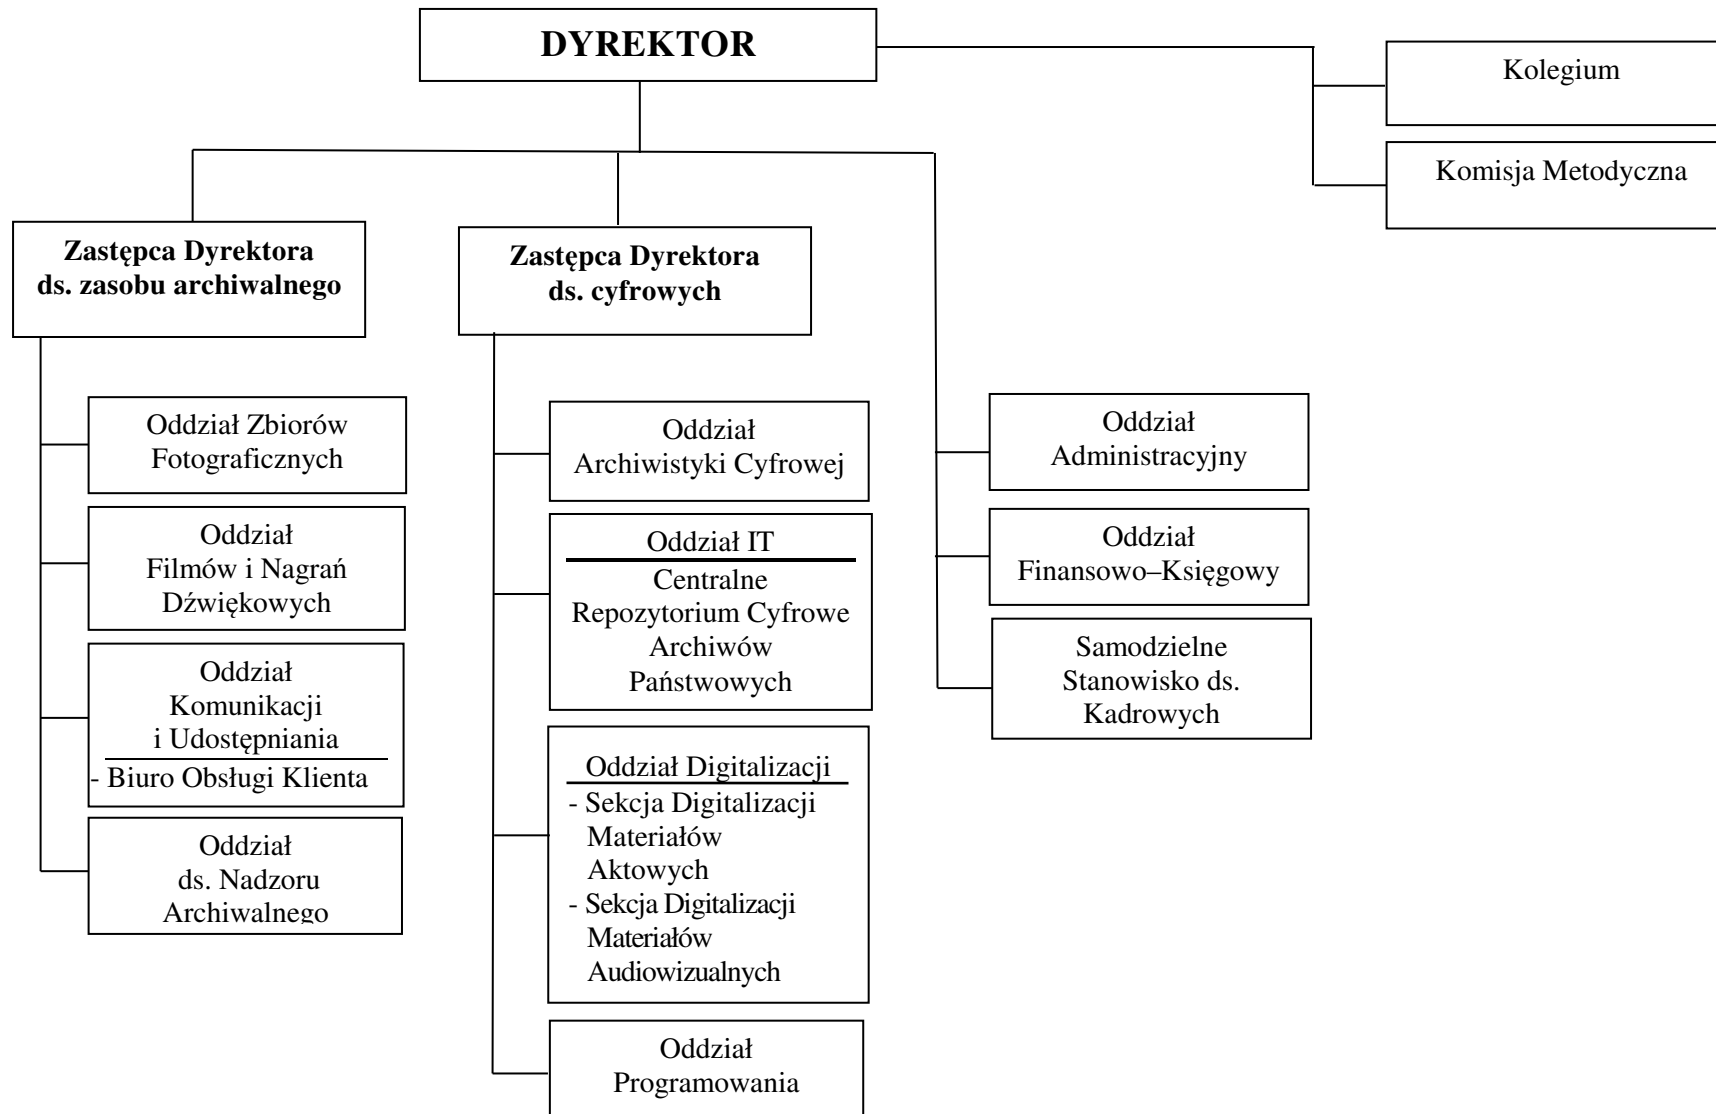 DYREKTOR
Kolegium
Komisja Metodyczna
Zastępca Dyrektora
ds. zasobu archiwalnego
Zastępca Dyrektora
ds. cyfrowych
Oddział Zbiorów
Fotograficznych
Oddział
Filmów i Nagrań
Dźwiękowych
Oddział
Komunikacji
i Udostępniania
- Biuro Obsługi Klienta
Oddział
ds. Nadzoru
Archiwalnego
Oddział
Archiwistyki Cyfrowej
Oddział IT
Centralne
Repozytorium Cyfrowe
Archiwów
Państwowych
Oddział Digitalizacji
- Sekcja Digitalizacji
Materiałów
Aktowych
- Sekcja Digitalizacji
Materiałów
Audiowizualnych
Oddział
Programowania
Oddział
Administracyjny
Oddział
Finansowo–Księgowy
Samodzielne
Stanowisko ds.
Kadrowych